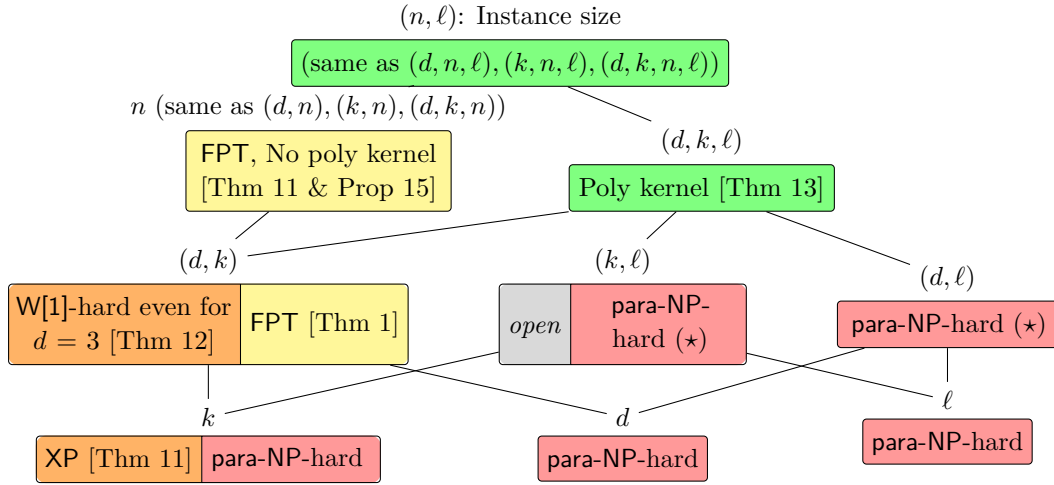 (n, ℓ): Instance size
(same as (d, n, ℓ), (k, n, ℓ), (d, k, n, ℓ))
n (same as (d, n), (k, n), (d, k, n))
FPT, No poly kernel
[Thm 11 & Prop 15]
(d, k, ℓ)
Poly kernel [Thm 13]
(d, k)
W[1]-hard even for
d = 3 [Thm 12]
FPT [Thm 1]
(k, ℓ)
open
para-NP-
hard (⋆)
(d, ℓ)
para-NP-hard (⋆)
k
XP [Thm 11]
para-NP-hard
d
para-NP-hard
ℓ
para-NP-hard